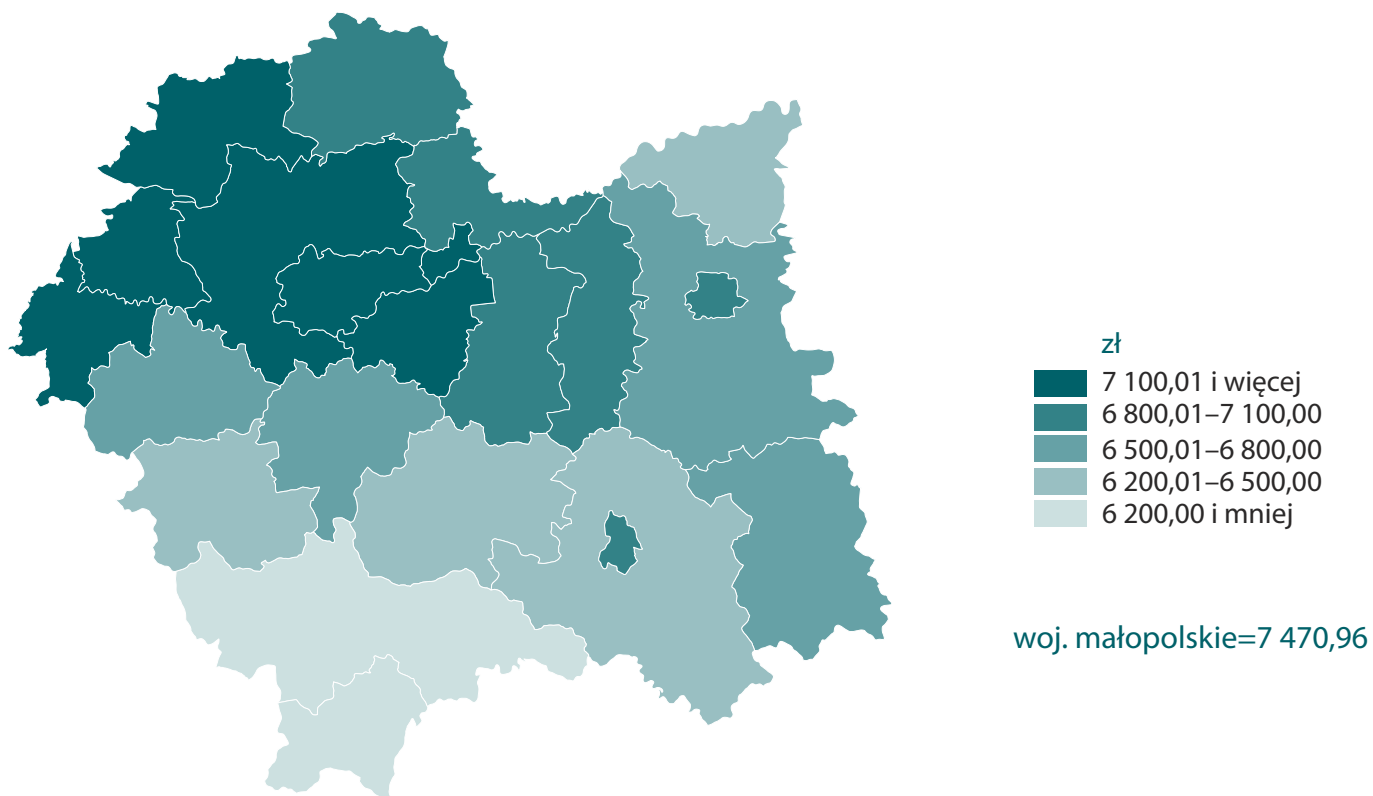 zł
7 100,01 i więcej
6 800,01–7 100,00
6 500,01–6 800,00
6 200,01–6 500,00
6 200,00 i mniej
woj. małopolskie=7 470,96